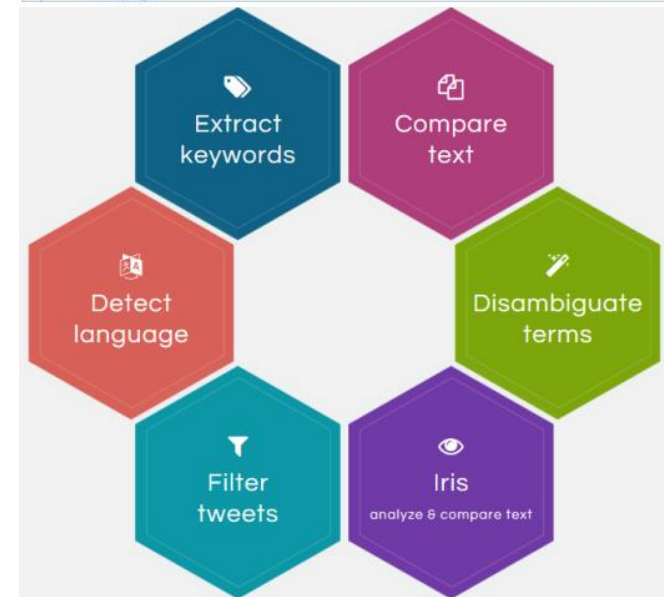 Extract
keywords
Compare
text
Detect
language
Disambiguate
terms
Filter
tweets
Iris
analyze & compare text